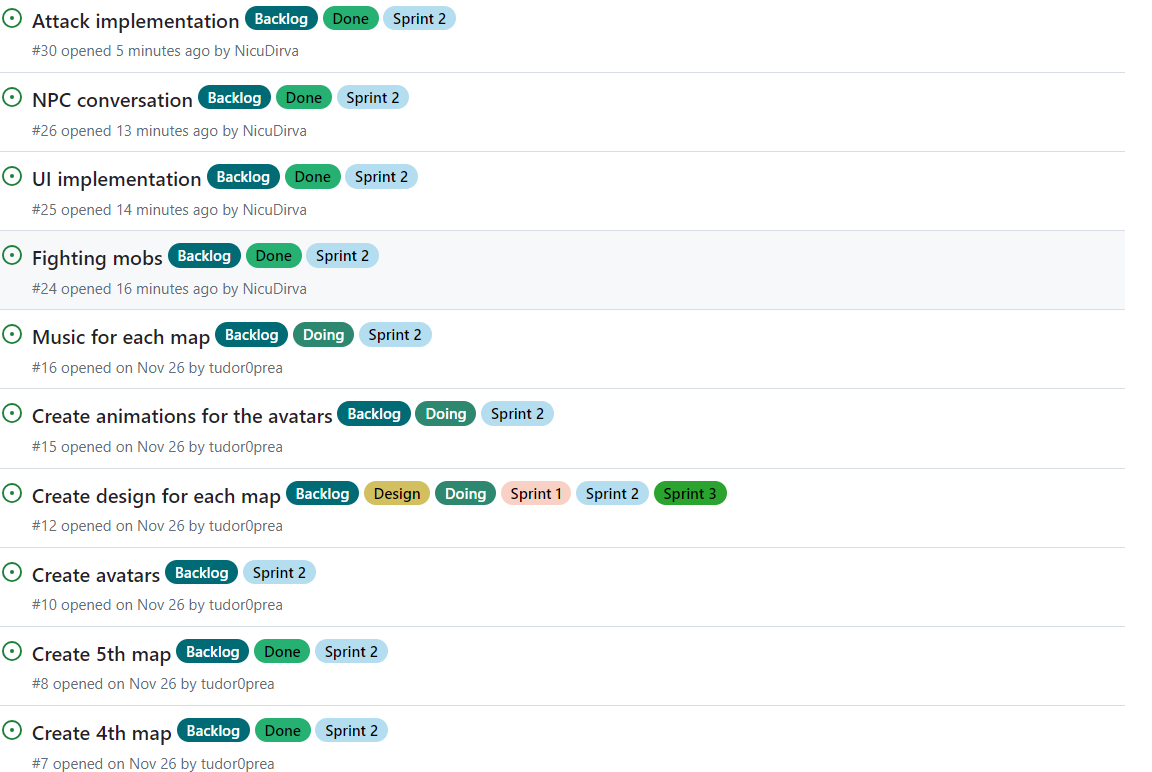 Attack implementation Backlog Done Sprint 2
#30 opened 5 minutes ago by NicuDirva
NPC conversation Backlog Done Sprint 2
#26 opened 13 minutes ago by NicuDirva
UI implementation Backlog Done Sprint 2
#25 opened 14 minutes ago by NicuDirva
Fighting mobs Backlog Done Sprint 2
#24 opened 16 minutes ago by NicuDirva
Music for each map Backlog Doing Sprint 2
#16 opened on Nov 26 by tudor0prea
Create animations for the avatars Backlog Doing Sprint 2
#15 opened on Nov 26 by tudor0prea
Create design for each map Backlog Design Doing Sprint 1 Sprint 2 Sprint 3
#12 opened on Nov 26 by tudor0prea
Create avatars Backlog Sprint 2
#10 opened on Nov 26 by tudor0prea
Create 5th map Backlog Done Sprint 2
#8 opened on Nov 26 by tudor0prea
Create 4th map Backlog Done Sprint 2
#7 opened on Nov 26 by tudor0prea